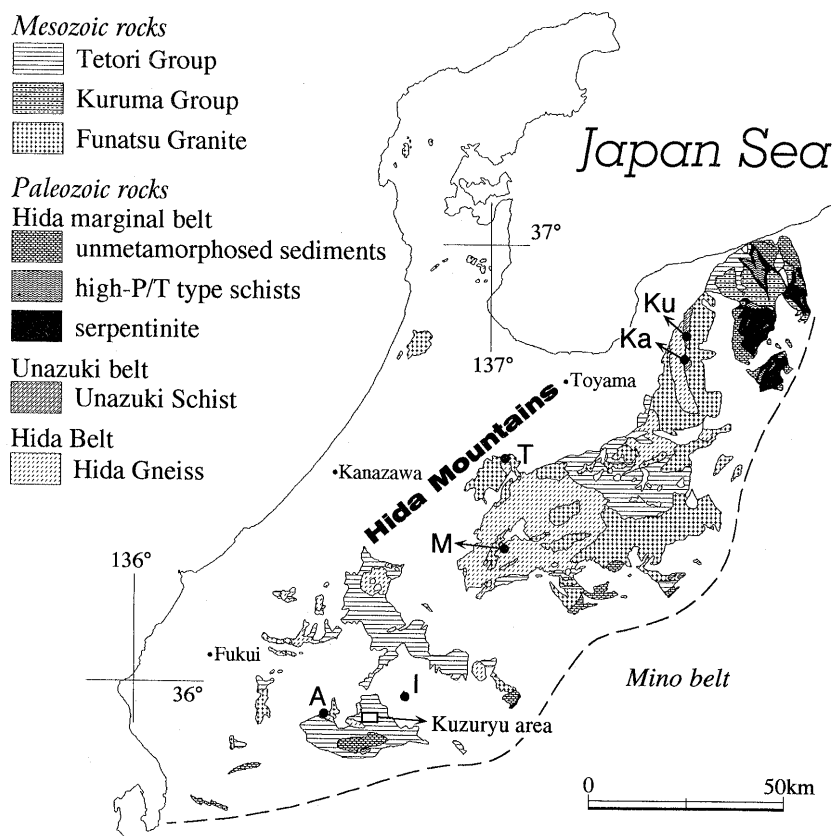 Mesozoic rocks
Tetori Group
Kuruma Group
Funatsu Granite
Paleozoic rocks
Hida marginal belt
unmetamorphosed sediments
high-P/T type schists
serpentinite
Unazuki belt
Unazuki Schist
Hida Belt
Hida Gneiss
Japan Sea
37°
137°
Ku
Ka
Toyama
Hida Mountains
Kanazawa
T
M
136°
Fukui
36°
A
I
Kuzuryu area
Mino belt
0 50km